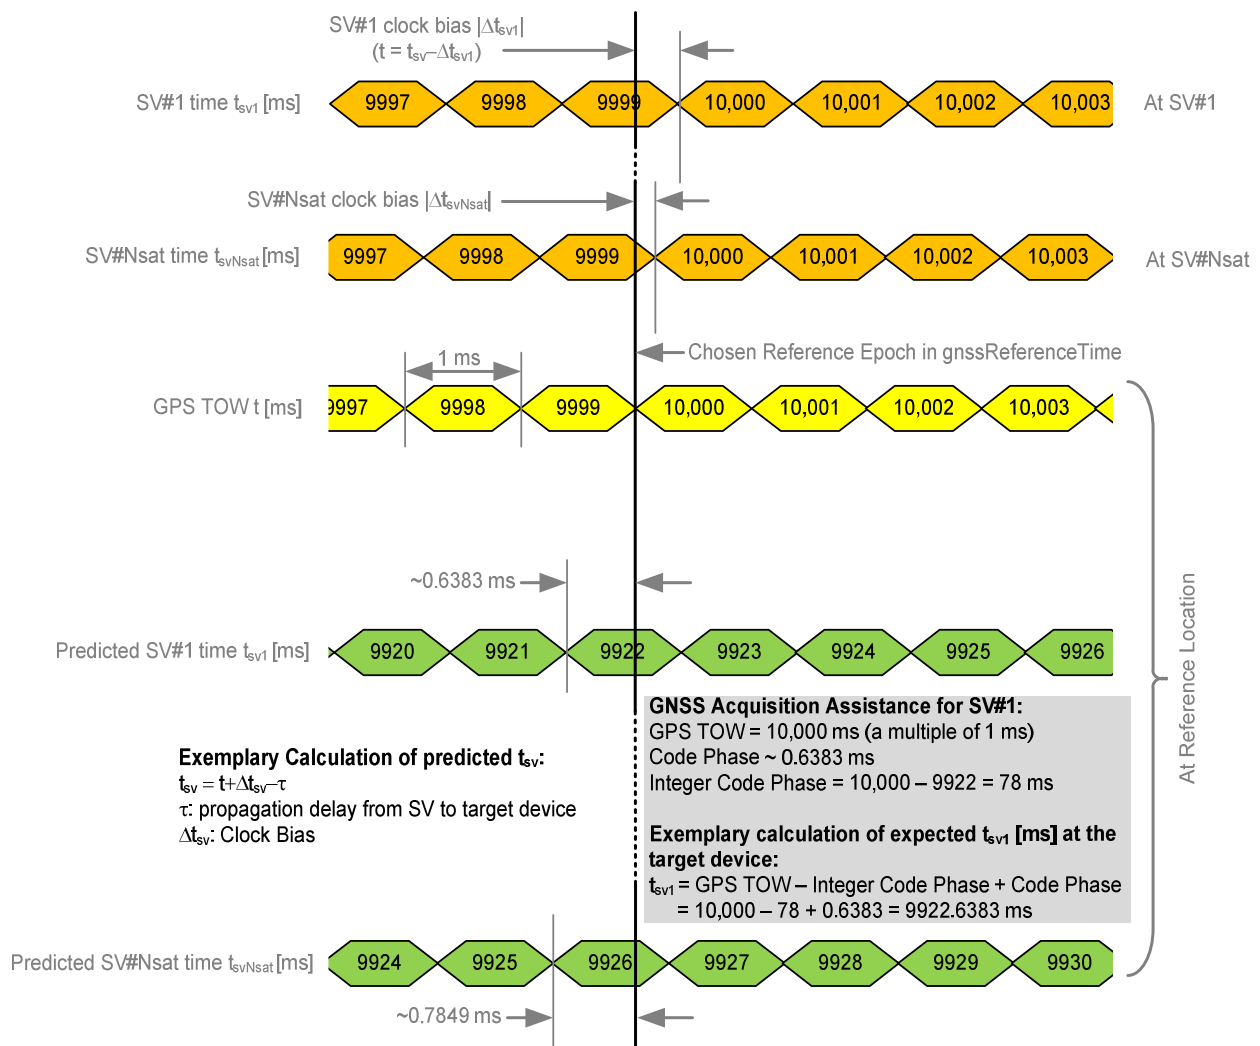 SV#1 clock bias |Δtsv1|
(t = tsv–Δtsv1)
SV#1 time tsv1 [ms]
9997 9998 9999 10,000 10,001 10,002 10,003
At SV#1
SV#Nsat clock bias |ΔtsvNsat|
SV#Nsat time tsvNsat [ms]
9997 9998 9999 10,000 10,001 10,002 10,003
At SV#Nsat
Chosen Reference Epoch in gnssReferenceTime
1 ms
GPS TOW t [ms]
9997 9998 9999 10,000 10,001 10,002 10,003
~0.6383 ms
Predicted SV#1 time tsv1 [ms]
9920 9921 9922 9923 9924 9925 9926
At Reference Location
GNSS Acquisition Assistance for SV#1:
GPS TOW = 10,000 ms (a multiple of 1 ms)
Code Phase ~ 0.6383 ms
Integer Code Phase = 10,000 – 9922 = 78 ms
Exemplary calculation of expected tsv1 [ms] at the
target device:
tsv1 = GPS TOW – Integer Code Phase + Code Phase
= 10,000 – 78 + 0.6383 = 9922.6383 ms
Exemplary Calculation of predicted tsv:
tsv = t+Δtsv–τ
τ: propagation delay from SV to target device
Δtsv: Clock Bias
Predicted SV#Nsat time tsvNsat [ms]
9924 9925 9926 9927 9928 9929 9930
~0.7849 ms